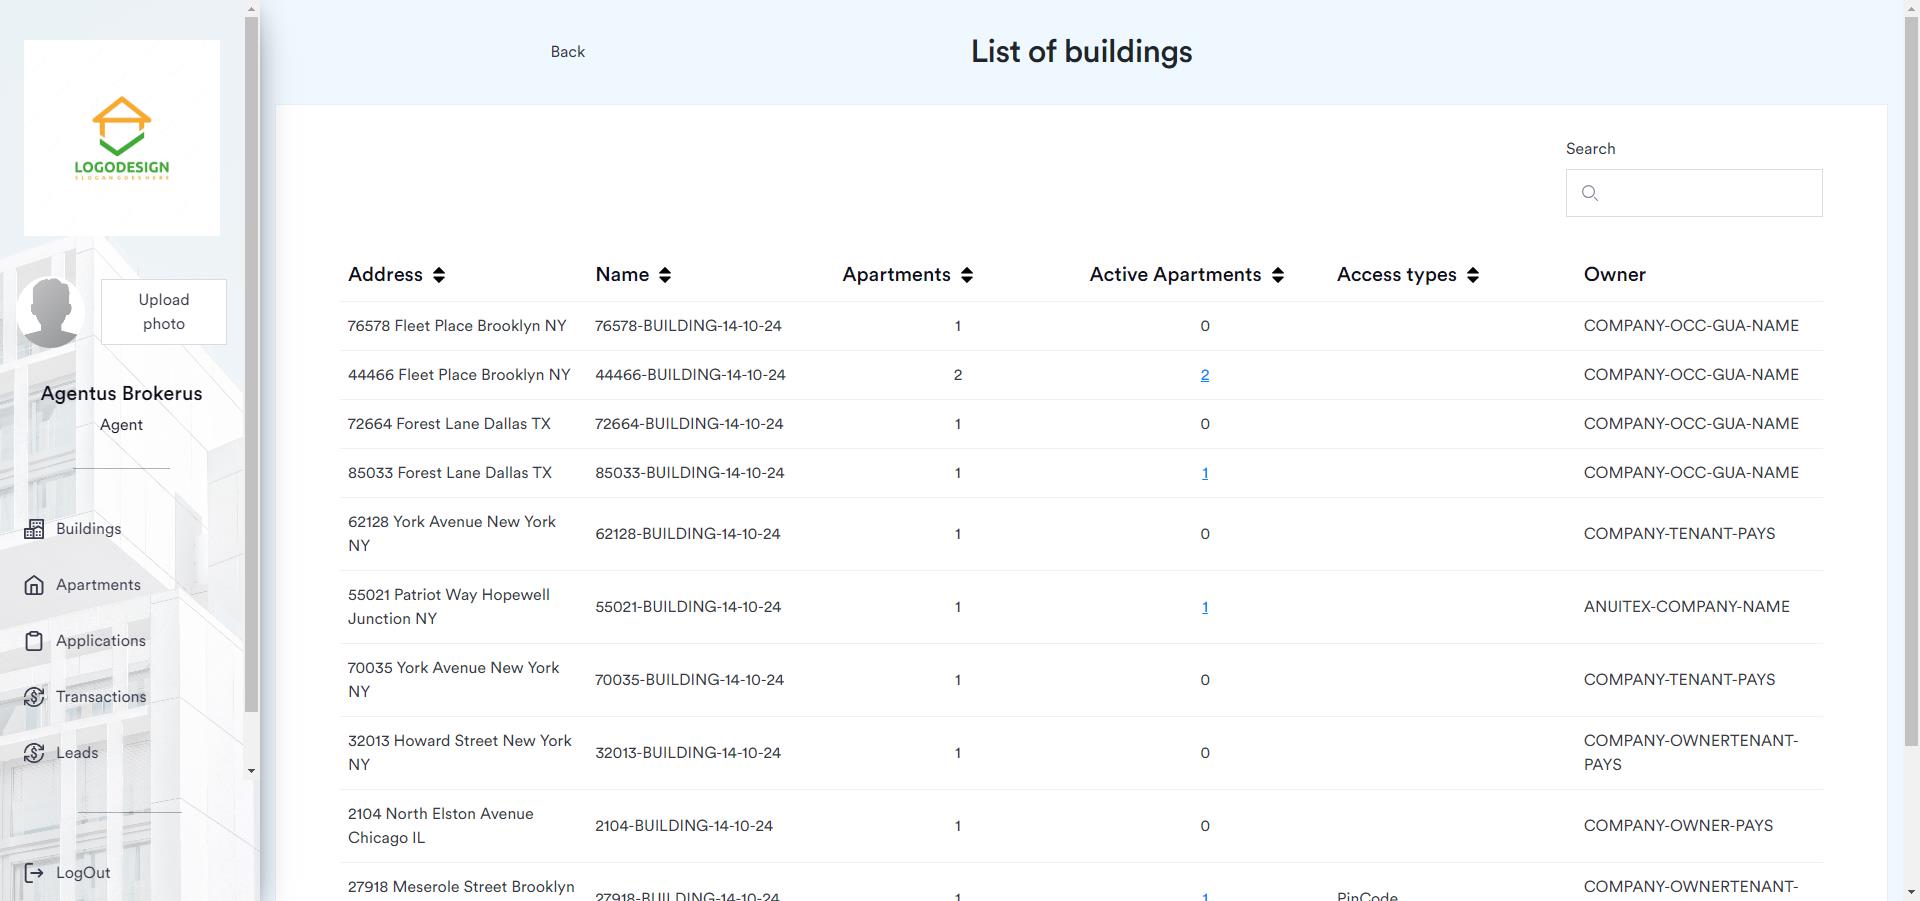 LOGODESIGN
SLOGAN GOES HERE
Upload
photo
Agentus Brokerus
Agent
Buildings
Apartments
Applications
Transactions
Leads
LogOut
Back
List of buildings
Search
Address Name Apartments Active Apartments Access types Owner
76578 Fleet Place Brooklyn NY 76578-BUILDING-14-10-24 1 0 COMPANY-OCC-GUA-NAME
44466 Fleet Place Brooklyn NY 44466-BUILDING-14-10-24 2 2 COMPANY-OCC-GUA-NAME
72664 Forest Lane Dallas TX 72664-BUILDING-14-10-24 1 0 COMPANY-OCC-GUA-NAME
85033 Forest Lane Dallas TX 85033-BUILDING-14-10-24 1 1 COMPANY-OCC-GUA-NAME
62128 York Avenue New York
NY 62128-BUILDING-14-10-24 1 0 COMPANY-TENANT-PAYS
55021 Patriot Way Hopewell
Junction NY 55021-BUILDING-14-10-24 1 1 ANUITEX-COMPANY-NAME
70035 York Avenue New York
NY 70035-BUILDING-14-10-24 1 0 COMPANY-TENANT-PAYS
32013 Howard Street New York
NY 32013-BUILDING-14-10-24 1 0 COMPANY-OWNERTENANT-
PAYS
2104 North Elston Avenue
Chicago IL 2104-BUILDING-14-10-24 1 0 COMPANY-OWNER-PAYS
27918 Meserole Street Brooklyn 27918-BUILDING-14-10-24 1 1 PinCode COMPANY-OWNERTENANT-